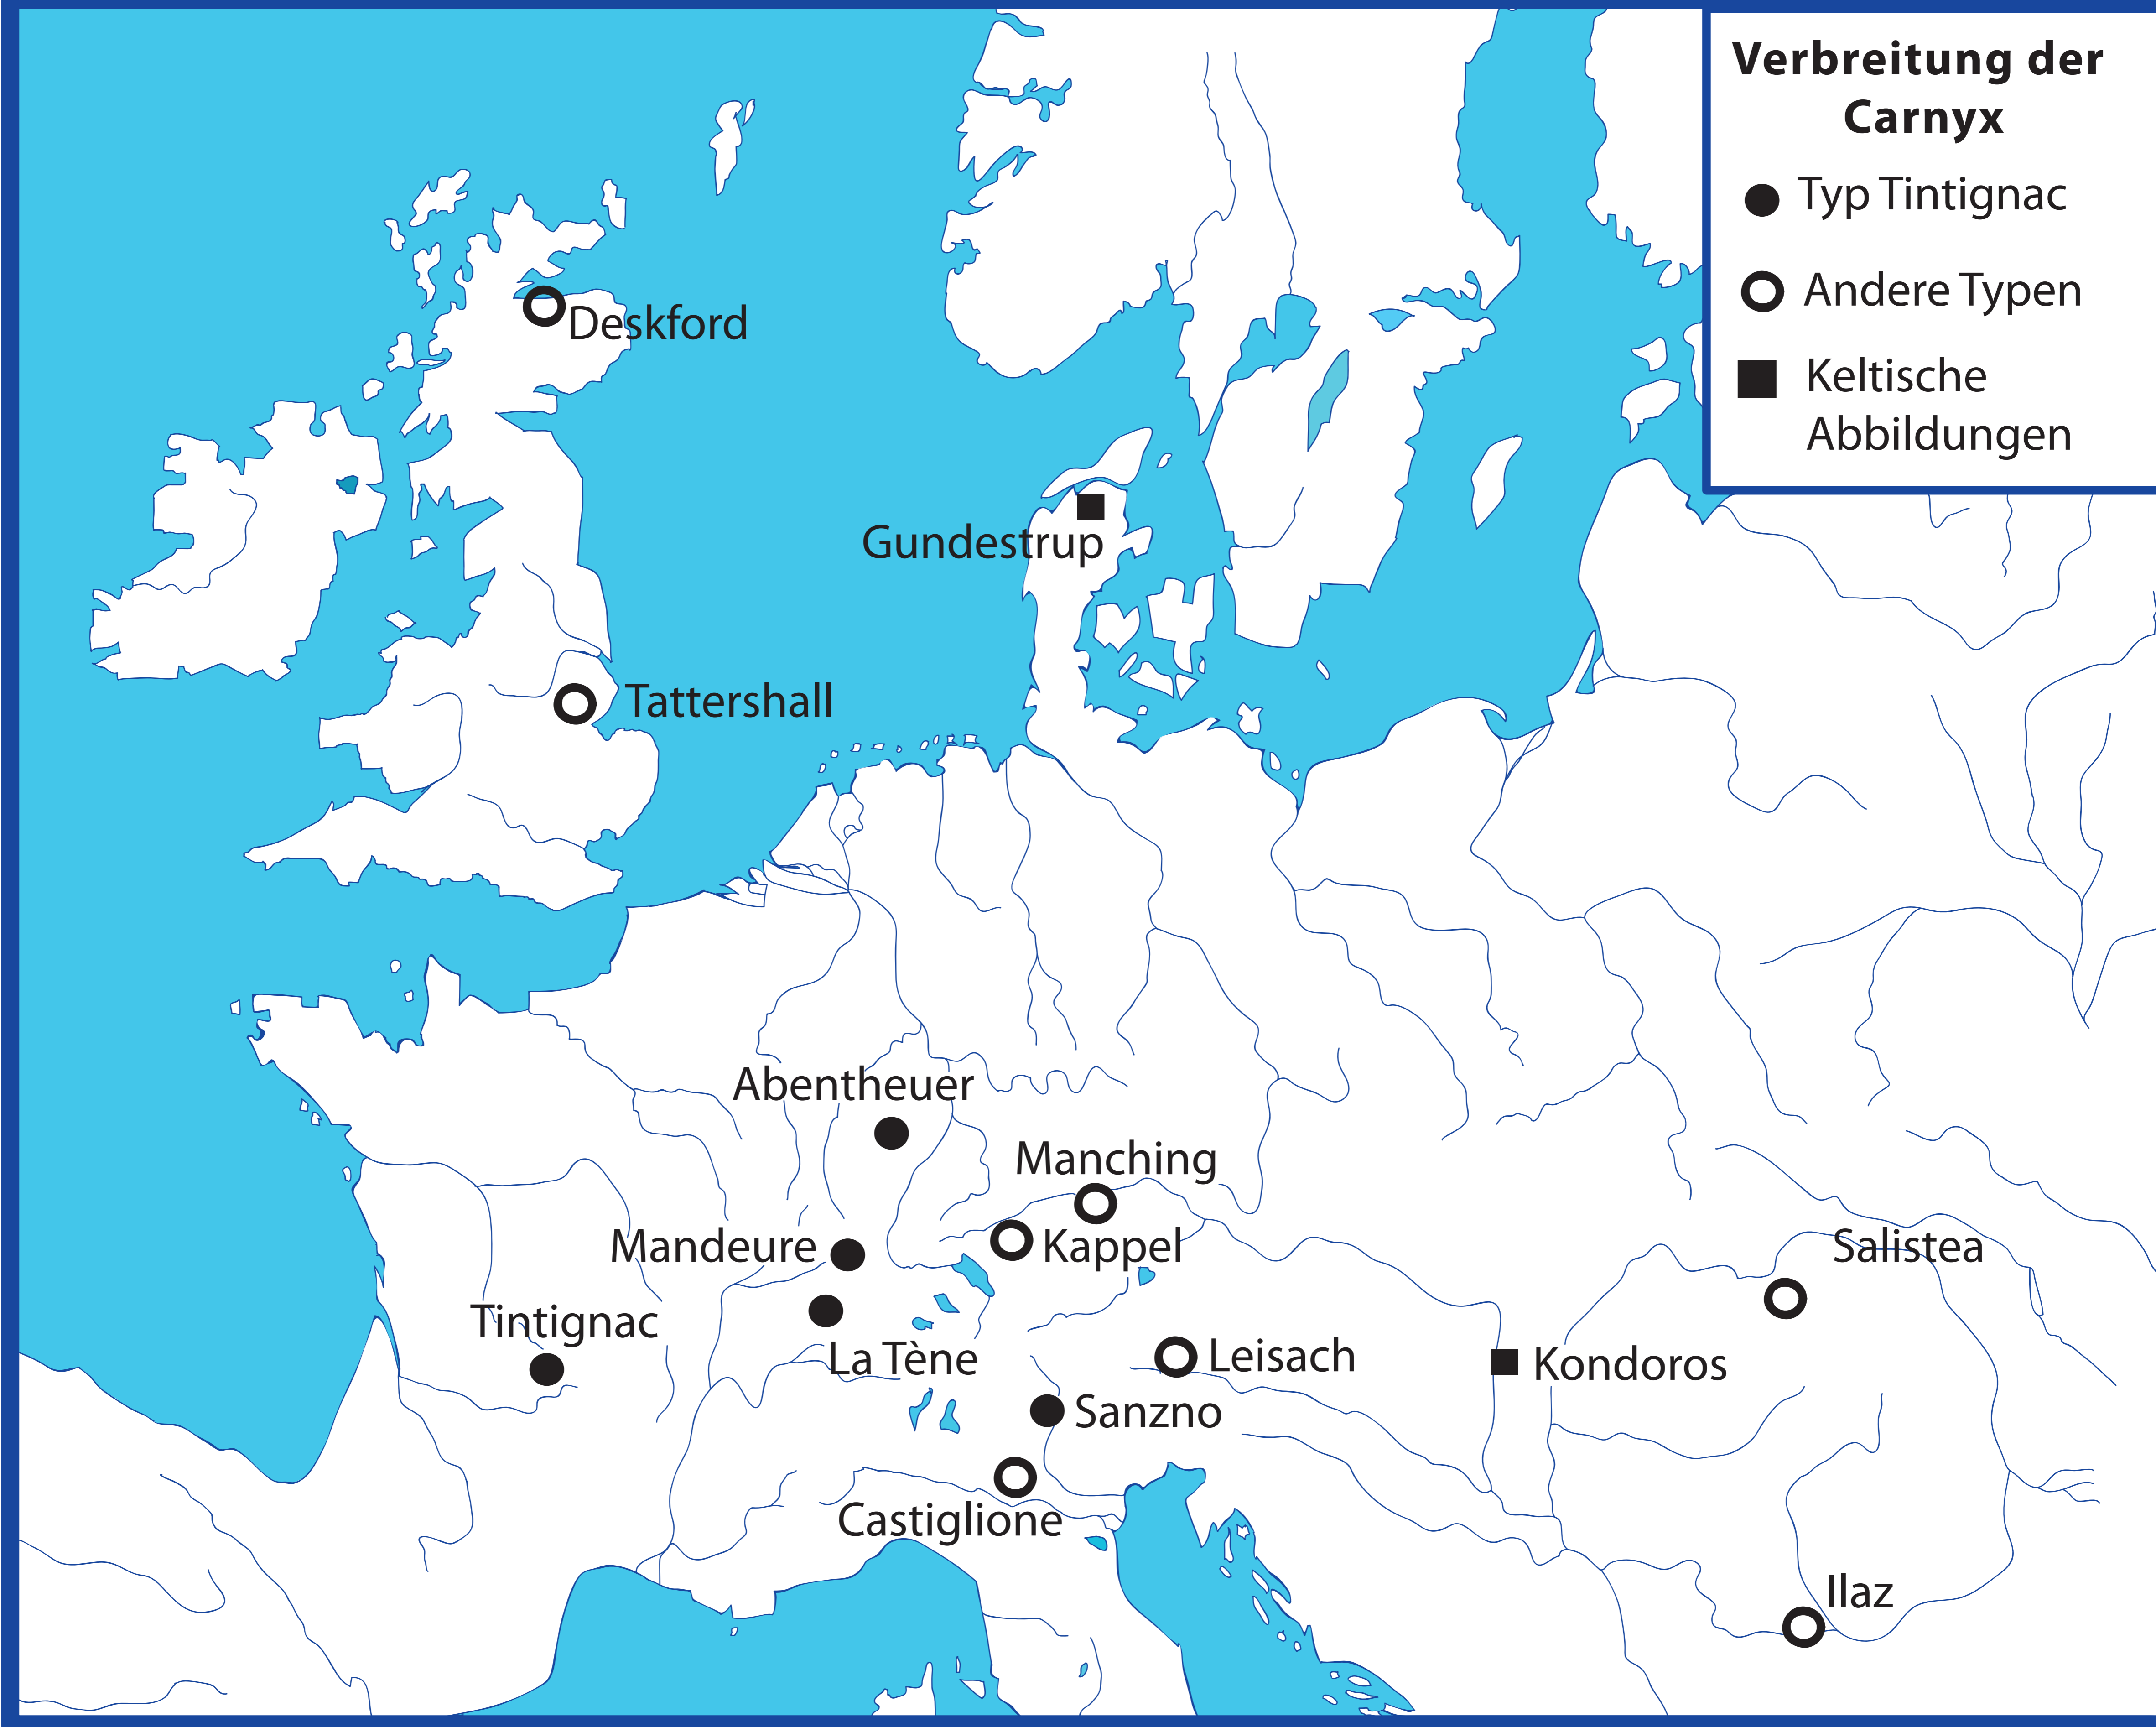 Verbreitung der
Carnyx
Typ Tintignac
Andere Typen
Keltische
Abbildungen
Deskford
Gundestrup
Tattershall
Abentheuer
Manching
Mandeure
Kappel
Salistea
Tintignac
La Tène
Leisach
Kondoros
Sanzno
Castiglione
Ilaz